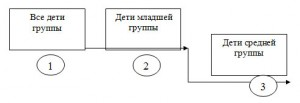 Все дети
группы
Дети младшей
группы
Дети средней
группы
1
2
3